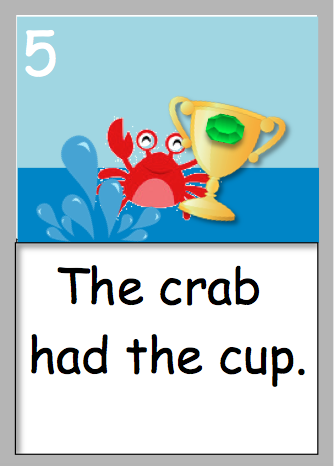 5
The crab
had the cup.